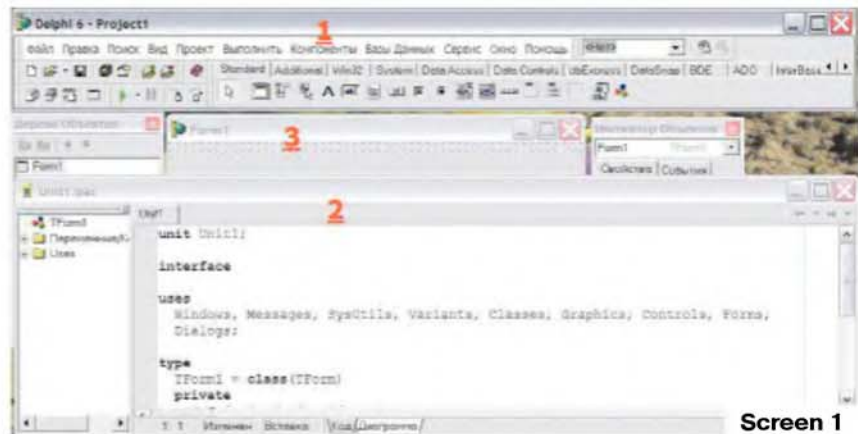 Delphi 6 - Project1
1
Файл Правка Поиск Вид Проект Выполнить Компоненты Базы Данных Сервис Окно Помощь
Standard Additional Win32 System Data Access Data Controls dbExpress DataSnap BDE ADO InterBase
Form1
3
Form1
Form1
Свойства События
Unit1.pas
2
TForm1
Unit1
Uses
unit Unit1;
interface
uses
Windows, Messages, SysUtils, Variants, Classes, Graphics, Controls, Forms,
Dialogs;
type
TForm1 = class(TForm)
private
1: 1 Изменен Вставка Код Диаграмма
Screen 1